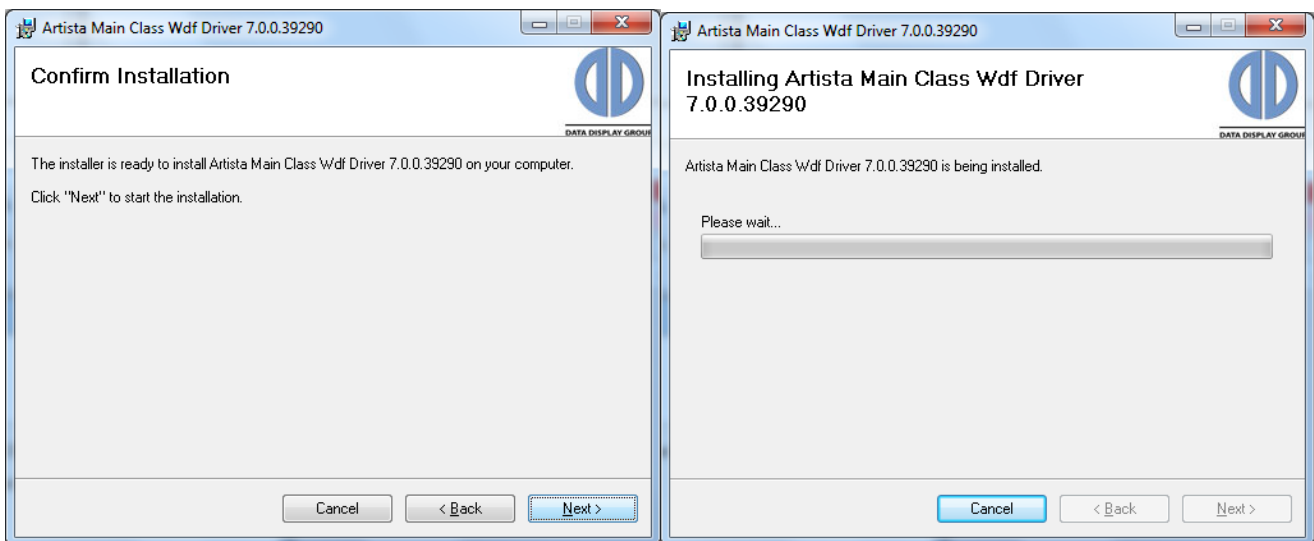 Artista Main Class Wdf Driver 7.0.0.39290
Confirm Installation
DATA DISPLAY GROUP
The installer is ready to install Artista Main Class Wdf Driver 7.0.0.39290 on your computer.
Click "Next" to start the installation.
Cancel
< Back
Next >
Artista Main Class Wdf Driver 7.0.0.39290
Installing Artista Main Class Wdf Driver
7.0.0.39290
DATA DISPLAY GROUP
Artista Main Class Wdf Driver 7.0.0.39290 is being installed.
Please wait...
Cancel
< Back
Next >